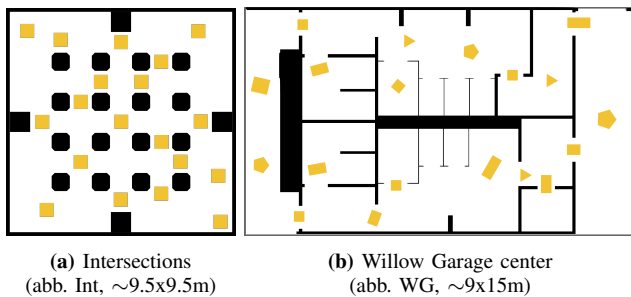 (a) Intersections
(abb. Int, ∼9.5x9.5m)
(b) Willow Garage center
(abb. WG, ∼9x15m)